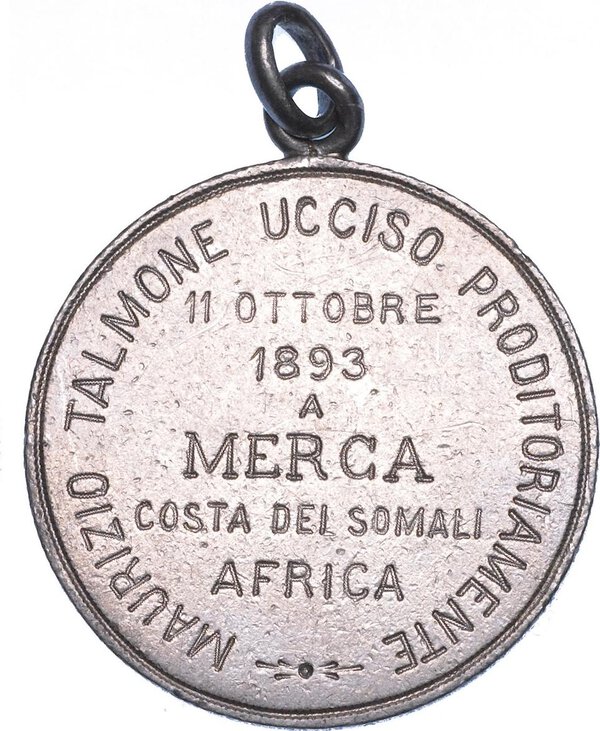 MAURIZIO TALMONE UCCISO PRODITORIAMENTE
11 OTTOBRE
1893
A
MERCA
COSTA DEI SOMALI
AFRICA